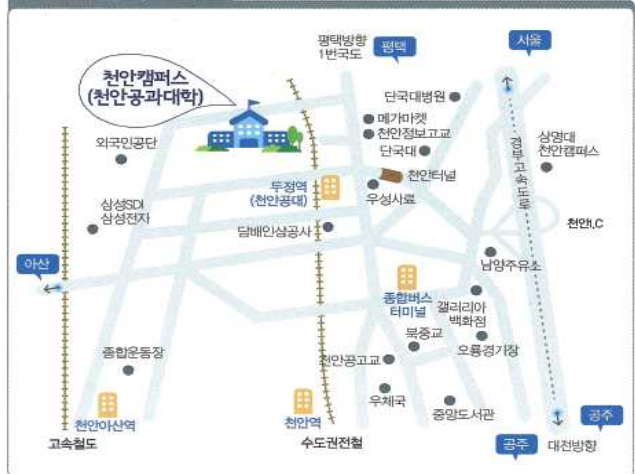 평택방향
1번국도
평택
서울
천안캠퍼스
(천안공과대학)
단국대병원
메가마켓
천안정보고교
단국대
외국인공단
경부고속도로
상명대
천안캠퍼스
천안터널
두정역
(천안공대)
우성사료
삼성SDI
삼성전자
담배인삼공사
천안I.C
아산
남양주유소
종합버스
터미널
갤러리아
백화점
북중교
오룡경기장
종합운동장
천안공고교
우체국
중앙도서관
천안아산역
천안역
고속철도
수도권전철
공주
대전방향
공주